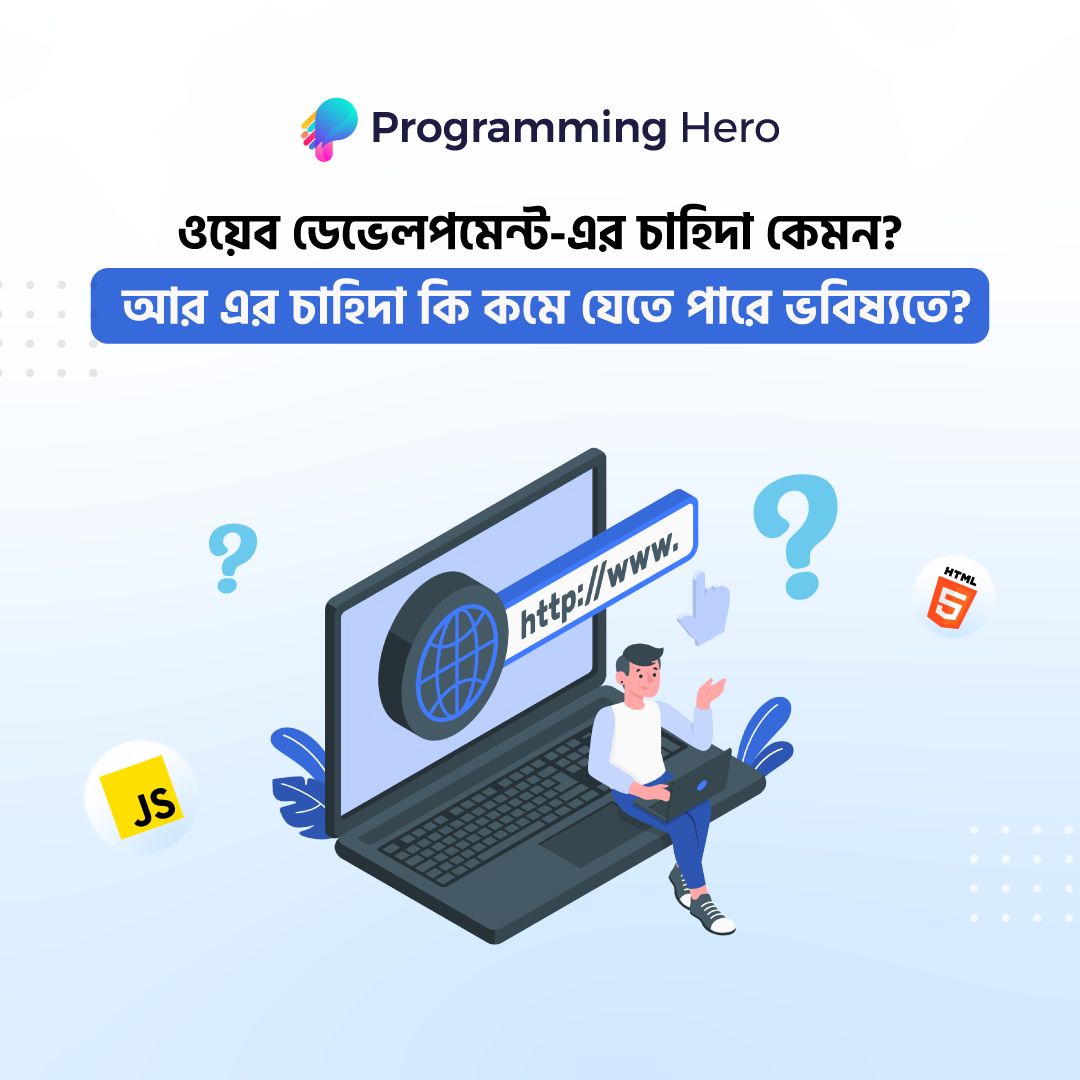 Programming Hero
ওয়েব ডেভেলপমেন্ট-এর চাহিদা কেমন?
আর এর চাহিদা কি কমে যেতে পারে ভবিষ্যতে?
?
?
http://www.
HTML
5
JS